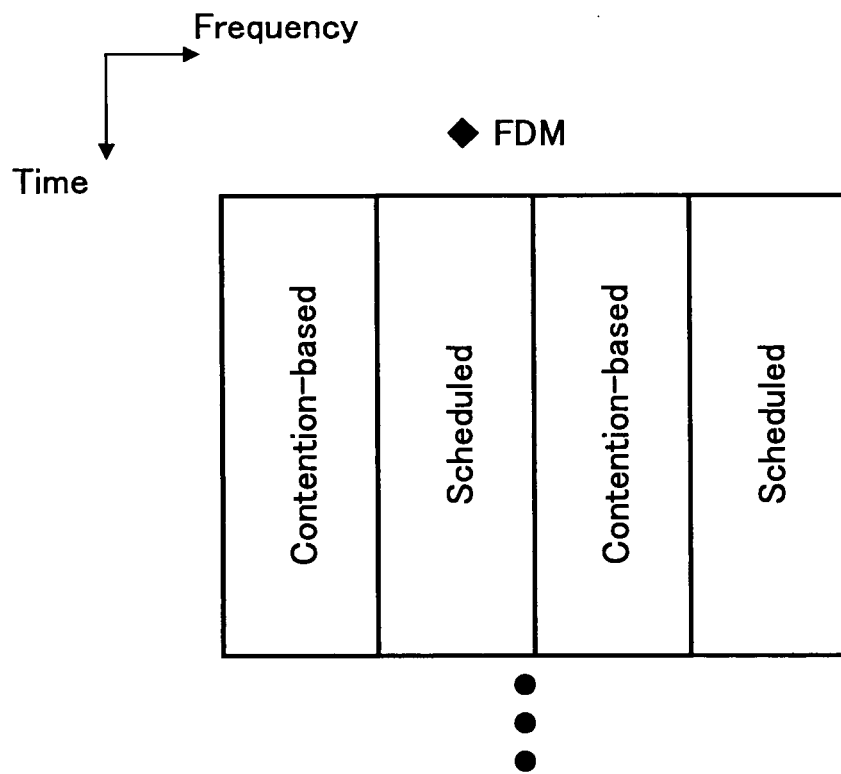 Frequency
◆ FDM
Time
Contention-based
Scheduled
Contention-based
Scheduled